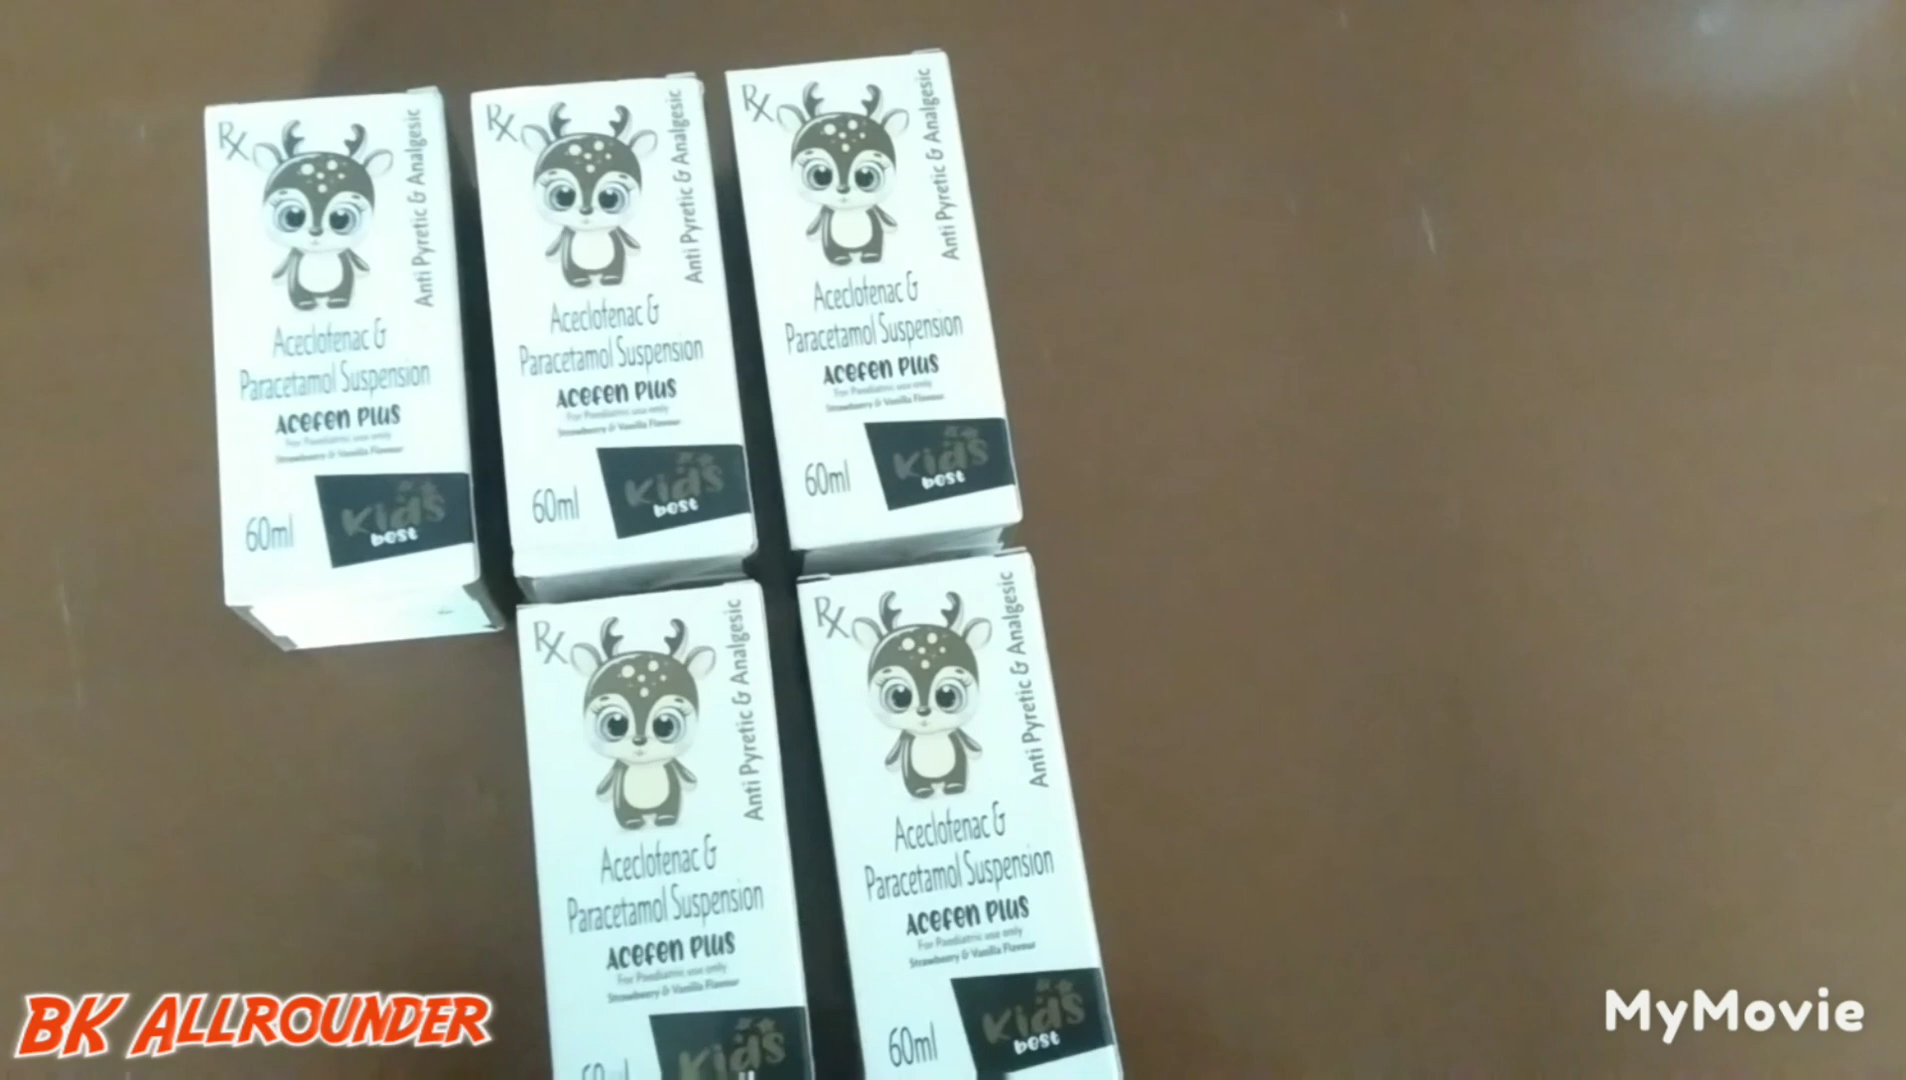 Rx
Anti Pyretic & Analgesic
Aceclofenac &
Paracetamol Suspension
Acefen Plus
For Paediatric use only
Strawberry & Vanilla Flavour
60ml
Kids
best
Rx
Anti Pyretic & Analgesic
Aceclofenac &
Paracetamol Suspension
Acefen Plus
For Paediatric use only
Strawberry & Vanilla Flavour
60ml
Kids
best
Rx
Anti Pyretic & Analgesic
Aceclofenac &
Paracetamol Suspension
Acefen Plus
For Paediatric use only
Strawberry & Vanilla Flavour
60ml
Kids
best
Rx
Anti Pyretic & Analgesic
Aceclofenac &
Paracetamol Suspension
Acefen Plus
For Paediatric use only
Strawberry & Vanilla Flavour
Kids
Rx
Anti Pyretic & Analgesic
Aceclofenac &
Paracetamol Suspension
Acefen Plus
For Paediatric use only
Strawberry & Vanilla Flavour
60ml
Kids
best
BK ALLROUNDER
MyMovie